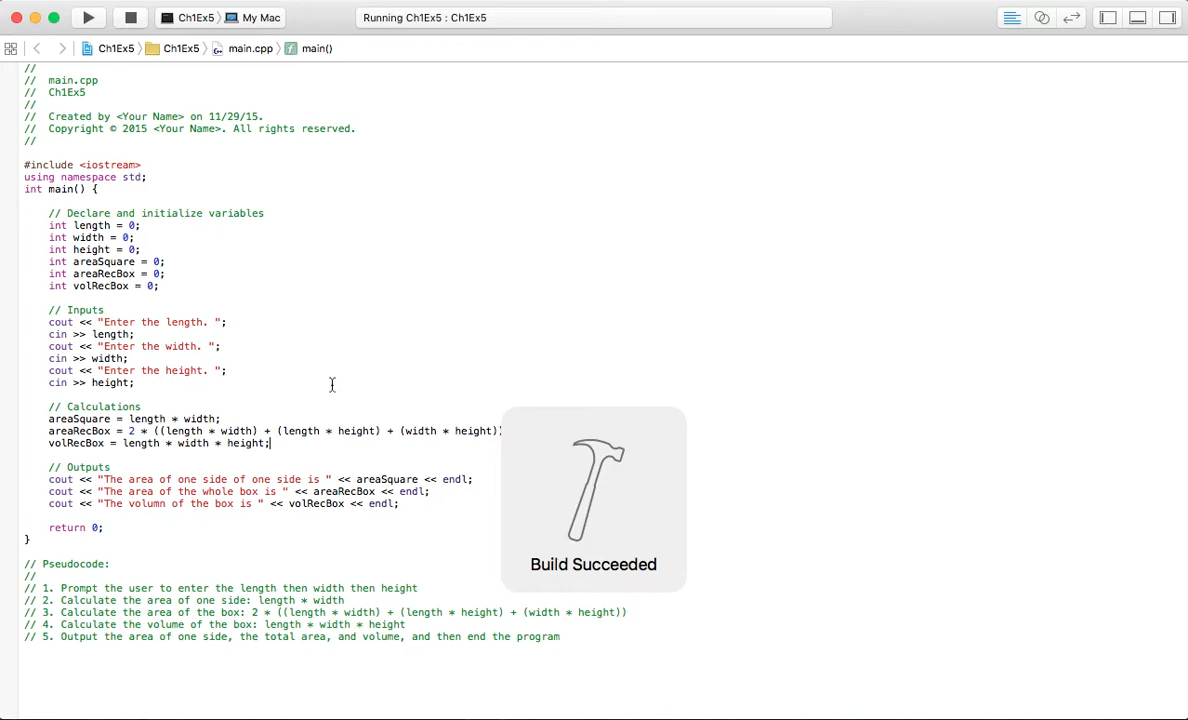 Ch1Ex5 My Mac Running Ch1Ex5 : Ch1Ex5
Ch1Ex5 Ch1Ex5 main.cpp main()
//
// main.cpp
// Ch1Ex5
//
// Created by <Your Name> on 11/29/15.
// Copyright © 2015 <Your Name>. All rights reserved.
//
#include <iostream>
using namespace std;
int main() {
// Declare and initialize variables
int length = 0;
int width = 0;
int height = 0;
int areaSquare = 0;
int areaRecBox = 0;
int volRecBox = 0;
// Inputs
cout << "Enter the length. ";
cin >> length;
cout << "Enter the width. ";
cin >> width;
cout << "Enter the height. ";
cin >> height;
// Calculations
areaSquare = length * width;
areaRecBox = 2 * ((length * width) + (length * height) + (width * height))
volRecBox = length * width * height;
// Outputs
cout << "The area of one side of one side is " << areaSquare << endl;
cout << "The area of the whole box is " << areaRecBox << endl;
cout << "The volumn of the box is " << volRecBox << endl;
return 0;
}
Build Succeeded
// Pseudocode:
//
// 1. Prompt the user to enter the length then width then height
// 2. Calculate the area of one side: length * width
// 3. Calculate the area of the box: 2 * ((length * width) + (length * height) + (width * height))
// 4. Calculate the volume of the box: length * width * height
// 5. Output the area of one side, the total area, and volume, and then end the program